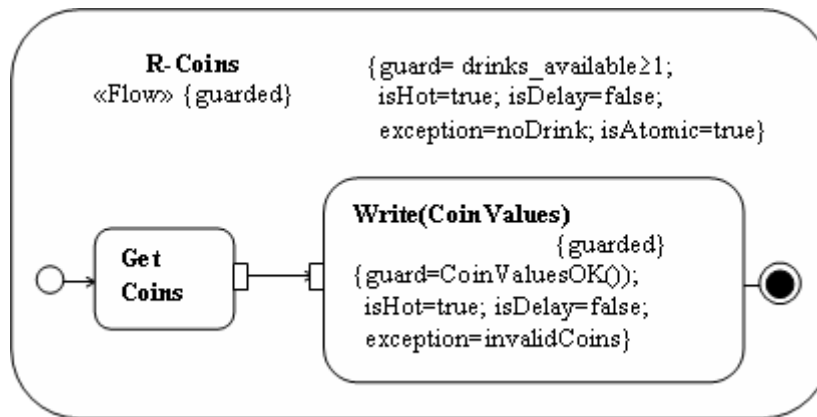 R-Coins
«Flow» {guarded}
{guard= drinks_available≥1;
isHot=true; isDelay=false;
exception=noDrink; isAtomic=true}
Get
Coins
Write(CoinValues)
{guarded}
{guard=CoinValuesOK());
isHot=true; isDelay=false;
exception=invalidCoins}